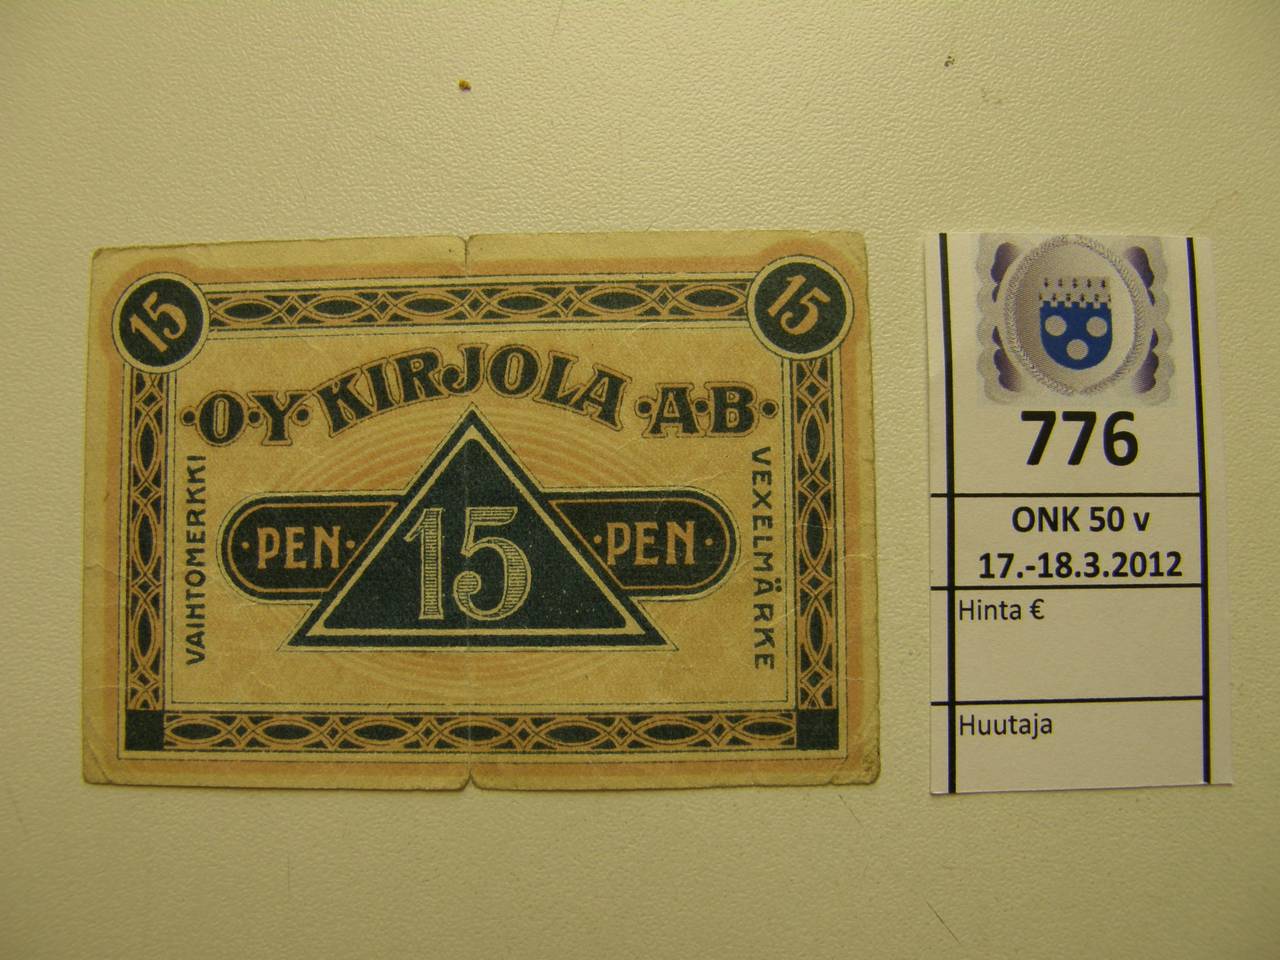 15 15
·O·Y· KIRJOLA ·A·B·
VAIHTOMERKKI
·PEN· 15 ·PEN·
VEXELMÄRKE
776
ONK 50 v
17.-18.3.2012
Hinta €
Huutaja